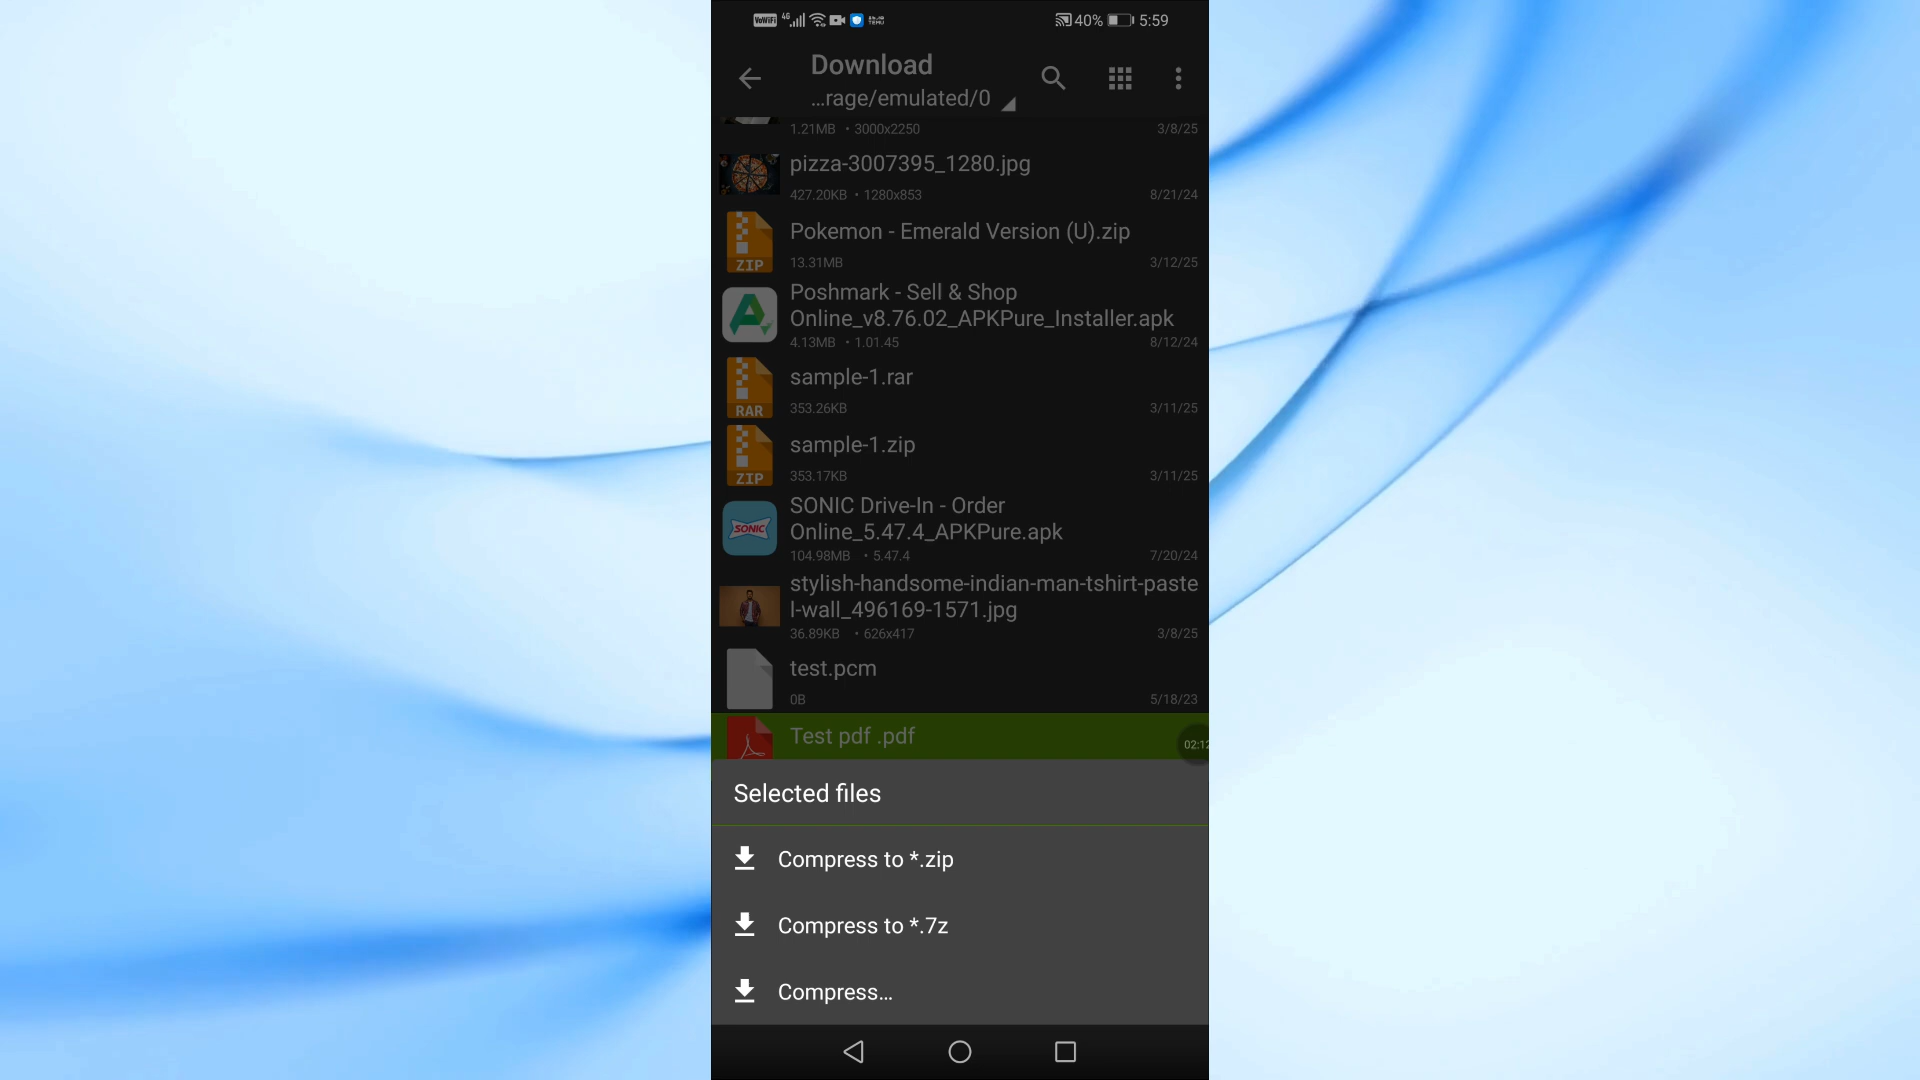 VoWiFi 4G 40% 5:59
Download
...rage/emulated/0
1.21MB • 3000x2250 3/8/25
pizza-3007395_1280.jpg
427.20KB • 1280x853 8/21/24
Pokemon - Emerald Version (U).zip
ZIP
13.31MB 3/12/25
Poshmark - Sell & Shop
Online_v8.76.02_APKPure_Installer.apk
4.13MB • 1.01.45 8/12/24
sample-1.rar
RAR
353.26KB 3/11/25
sample-1.zip
ZIP
353.17KB 3/11/25
SONIC Drive-In - Order
SONIC
Online_5.47.4_APKPure.apk
104.98MB • 5.47.4 7/20/24
stylish-handsome-indian-man-tshirt-paste
l-wall_496169-1571.jpg
36.89KB • 626x417 3/8/25
test.pcm
0B 5/18/23
Test pdf .pdf
02:12
Selected files
Compress to *.zip
Compress to *.7z
Compress...